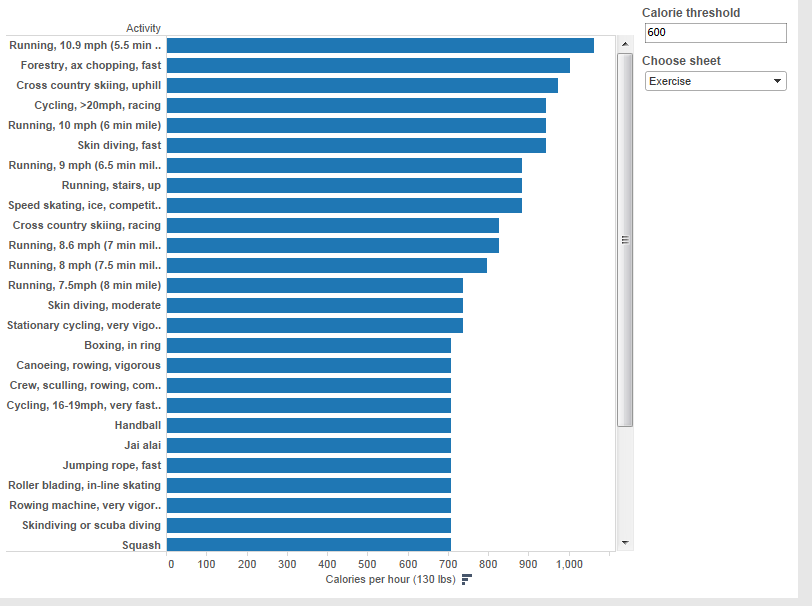 Activity
Running, 10.9 mph (5.5 min ..
Forestry, ax chopping, fast
Cross country skiing, uphill
Cycling, >20mph, racing
Running, 10 mph (6 min mile)
Skin diving, fast
Running, 9 mph (6.5 min mil..
Running, stairs, up
Speed skating, ice, competit..
Cross country skiing, racing
Running, 8.6 mph (7 min mil..
Running, 8 mph (7.5 min mil..
Running, 7.5mph (8 min mile)
Skin diving, moderate
Stationary cycling, very vigo..
Boxing, in ring
Canoeing, rowing, vigorous
Crew, sculling, rowing, com..
Cycling, 16-19mph, very fast..
Handball
Jai alai
Jumping rope, fast
Roller blading, in-line skating
Rowing machine, very vigor..
Skindiving or scuba diving
Squash
0 100 200 300 400 500 600 700 800 900 1,000
Calories per hour (130 lbs)
Calorie threshold
600
Choose sheet
Exercise